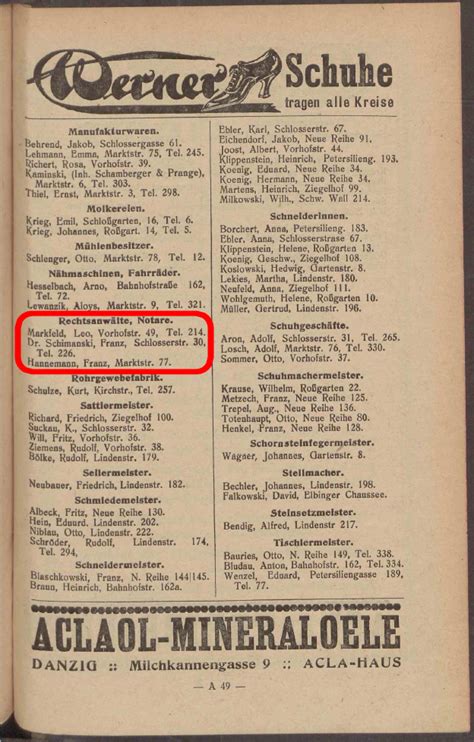 Werner Schuhe
tragen alle Kreise
Manufakturwaren.
Behrend, Jakob, Schlossergasse 61.
Lehmann, Emma, Marktstr. 75, Tel. 245.
Richert, Rosa, Vorhofstr. 39.
Kaminski, (Inh. Schamberger & Prange),
Marktstr. 6, Tel. 303.
Thiel, Ernst, Marktstr. 3, Tel. 298.
Molkereien.
Krieg, Emil, Schloßgarten, 16, Tel. 6.
Krieg, Johannes, Roßgart. 14, Tel. 5.
Mühlenbesitzer.
Schlenger, Otto, Marktstr. 78, Tel. 12.
Nähmaschinen, Fahrräder.
Hesselbach, Arno, Bahnhofstraße 162,
Tel. 72.
Lewanzik, Aloys, Marktstr. 9, Tel. 321.
Rechtsanwälte, Notare.
Markfeld, Leo, Vorhofstr. 49, Tel. 214.
Dr. Schimanski, Franz, Schlosserstr. 30,
Tel. 226.
Hannemann, Franz, Marktstr. 77.
Rohrgewebefabrik.
Schulze, Kurt, Kirchstr., Tel. 257.
Sattlermeister.
Richard, Friedrich, Ziegelhof 100.
Suckau, K., Schlosserstr. 32.
Will, Fritz, Vorhofstr. 36.
Ziemens, Rudolf, Vorhofstr. 38.
Bölke, Rudolf, Lindenstr. 179.
Seilermeister.
Neubauer, Friedrich, Lindenstr. 182.
Schmiedemeister.
Albeck, Fritz, Neue Reihe 130.
Hein, Eduard, Lindenstr. 202.
Niblau, Otto, Lindenstr. 222.
Schröder, Rudolf, Lindenstr. 174,
Tel. 294,
Schneidermeister.
Blaschkowski, Franz, N. Reihe 144|145.
Braun, Heinrich, Bahnhofstr. 162a.
Ebler, Karl, Schlosserstr. 67.
Eichendorf, Jakob, Neue Reihe 91,
Joost, Albert, Vorhofstr. 44.
Klippenstein, Heinrich, Petersilieng. 193.
Koenig, Eduard, Neue Reihe 34.
Koenig, Hermann, Neue Reihe 34.
Martens, Heinrich, Ziegelhof 99.
Milkowski, Wilh., Schw. Wall 214.
Schneiderinnen.
Borchert, Anna, Petersilieng. 183.
Ebler, Anna, Schlosserstrase 67.
Klippenstein, Helene, Roßgarten 13.
Koenig, Geschw., Ziegelhof 108.
Koslowski, Hedwig, Gartenstr. 8.
Lekies, Martha, Lindenstr. 180.
Neufeld, Anna, Ziegelhof 111.
Wohlgemuth, Helene, Roßgarten 10.
Müller, Gertrud, Lindenstr. 196.
Schuhgeschäfte.
Aron, Adolf, Schlosserstr. 31, Tel. 265.
Losch, Adolf, Marktstr. 76, Tel. 330.
Sommer, Otto, Vorhofstr. 37.
Schuhmachermeister.
Krause, Wilhelm, Roßgarten 22.
Metzech, Franz, Neue Reihe 125.
Trepel, Aug., Neue Reihe 136.
Totenhaupt, Otto, Neue Reihe 80.
Henkel, Franz, Neue Reihe 128.
Schornsteinfegermeister.
Wagner, Johannes, Gartenstr. 8.
Stellmacher.
Bechler, Johannes, Lindenstr. 198.
Falkowski, David, Elbinger Chaussee.
Steinsetzmeister.
Bendig, Alfred, Lindenstr 217.
Tischlermeister.
Bauries, Otto, N. Reihe 149, Tel. 338.
Bludau, Anton, Bahnhofstr. 162, Tel. 334.
Wenzel, Eduard, Petersiliengasse 189,
Tel. 77.
ACLAOL-MINERALOELE
DANZIG :: Milchkannengasse 9 :: ACLA-HAUS
— A 49 —